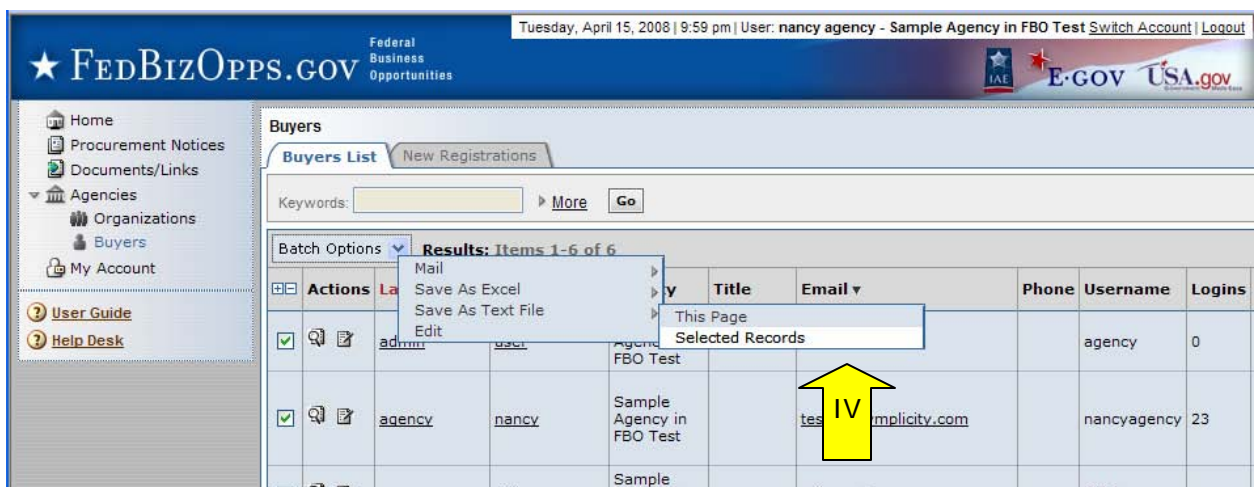 Tuesday, April 15, 2008 | 9:59 pm | User: nancy agency - Sample Agency in FBO Test Switch Account | Logout
★ FEDBIZOPPS.GOV
Federal
Business
Opportunities
IAE
E-GOV
USA.gov
Home
Procurement Notices
Documents/Links
Agencies
Organizations
Buyers
My Account
User Guide
Help Desk
Buyers
Buyers List
New Registrations
Keywords:
More
Go
Batch Options
Results: Items 1-6 of 6
Mail
Save As Excel
Save As Text File
Edit
This Page
Selected Records
Actions
Title
Email
Phone
Username
Logins
admin
user
FBO Test
agency
0
agency
nancy
Sample
Agency in
FBO Test
IV
nancyagency
23
Sample